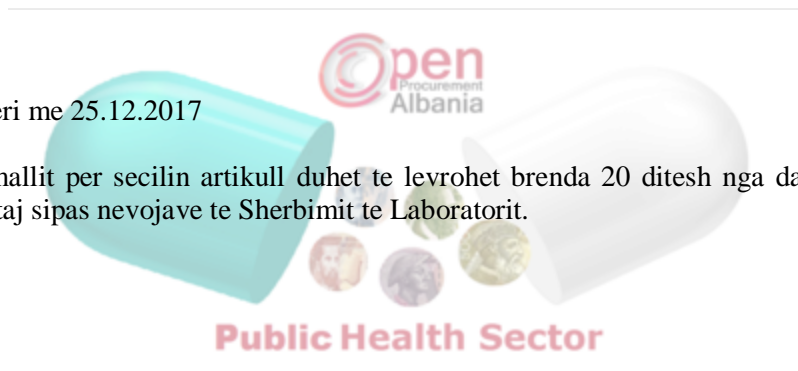 Open
Procurement
Albania
eri me 25.12.2017
mallit per secilin artikull duhet te levrohet brenda 20 ditesh nga da
taj sipas nevojave te Sherbimit te Laboratorit.
Public Health Sector